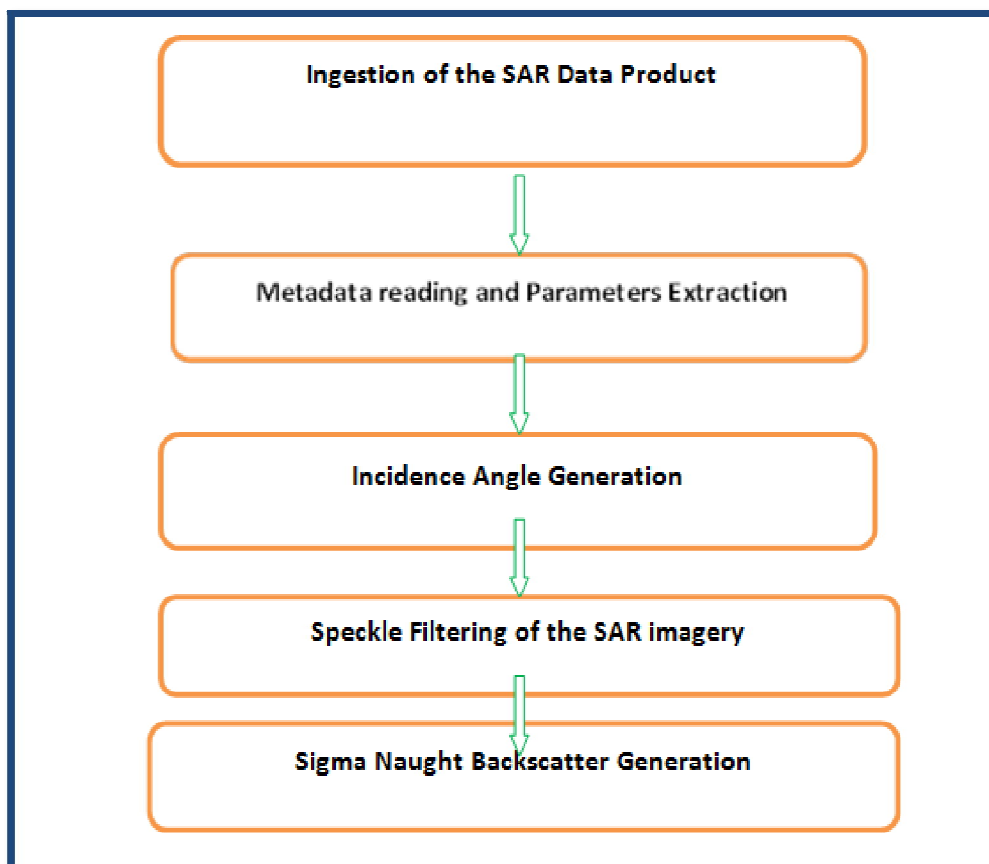 Ingestion of the SAR Data Product
Metadata reading and Parameters Extraction
Incidence Angle Generation
Speckle Filtering of the SAR imagery
Sigma Naught Backscatter Generation